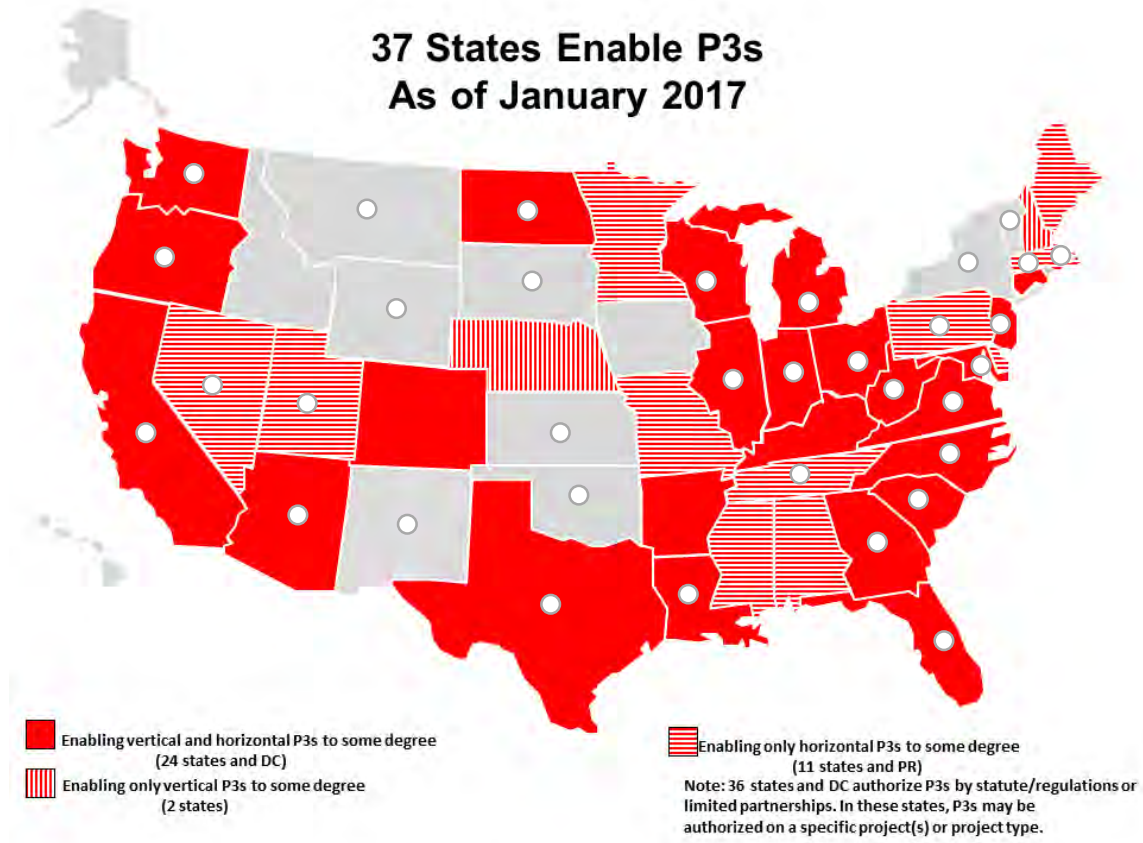 37 States Enable P3s
As of January 2017
Enabling vertical and horizontal P3s to some degree
(24 states and DC)
Enabling only vertical P3s to some degree
(2 states)
Enabling only horizontal P3s to some degree
(11 states and PR)
Note: 36 states and DC authorize P3s by statute/regulations or
limited partnerships. In these states, P3s may be
authorized on a specific project(s) or project type.